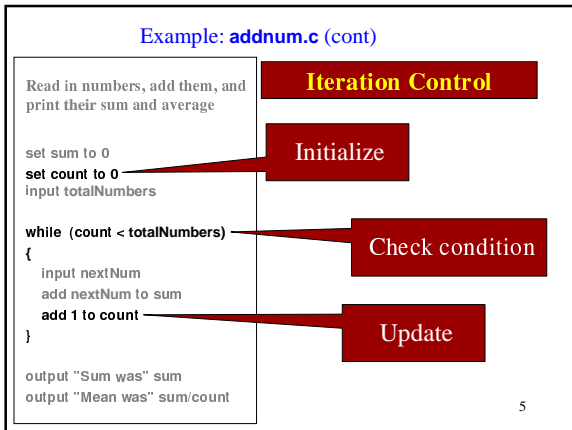 Example: addnum.c (cont)
Iteration Control
Read in numbers, add them, and
print their sum and average
set sum to 0
set count to 0
input totalNumbers
Initialize
while (count < totalNumbers)
{
input nextNum
add nextNum to sum
add 1 to count
}
Check condition
Update
output "Sum was" sum
output "Mean was" sum/count
5